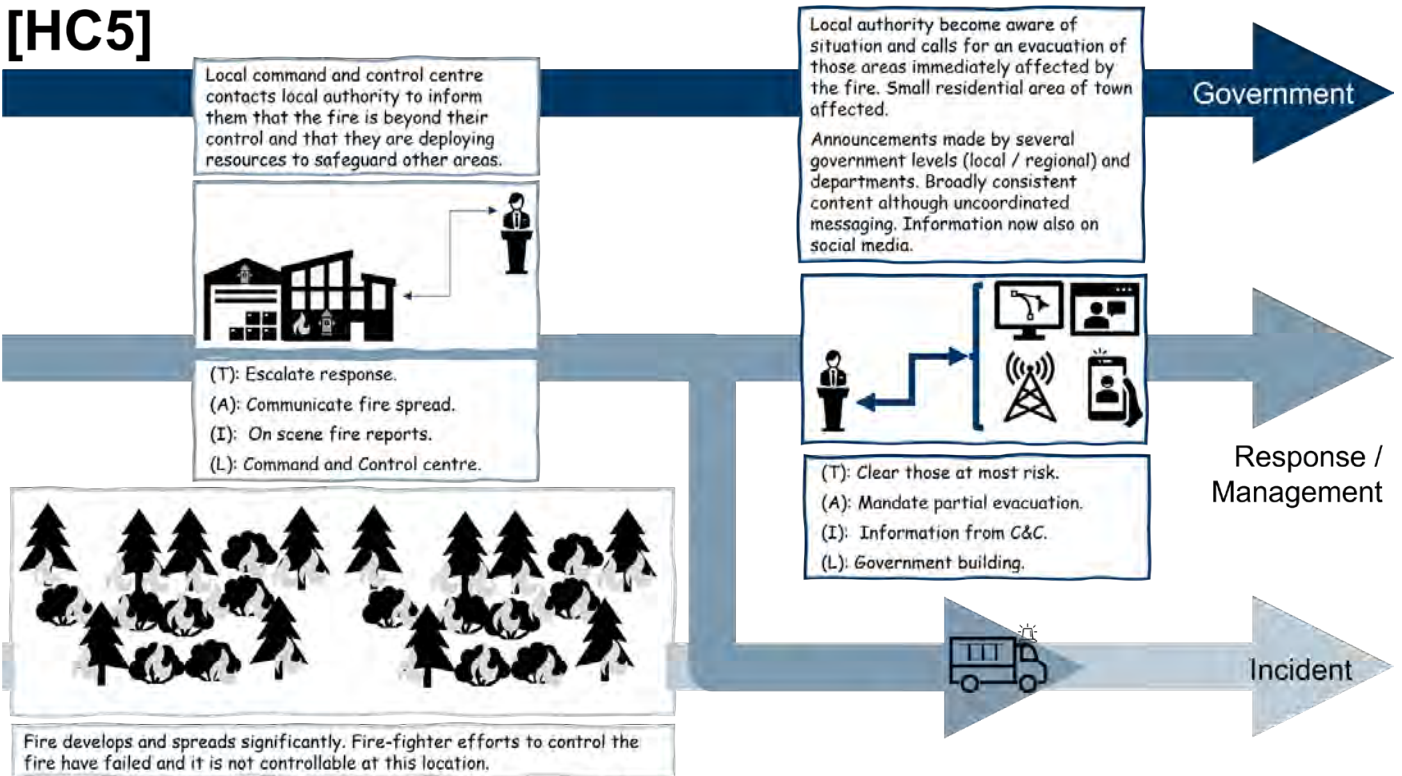 [HC5]
Local command and control centre
contacts local authority to inform
them that the fire is beyond their
control and that they are deploying
resources to safeguard other areas.
Local authority become aware of
situation and calls for an evacuation of
those areas immediately affected by
the fire. Small residential area of town
affected.
Announcements made by several
government levels (local / regional) and
departments. Broadly consistent
content although uncoordinated
messaging. Information now also on
social media.
Government
(T): Escalate response.
(A): Communicate fire spread.
(I): On scene fire reports.
(L): Command and Control centre.
(T): Clear those at most risk.
(A): Mandate partial evacuation.
(I): Information from C&C.
(L): Government building.
Response /
Management
Incident
Fire develops and spreads significantly. Fire-fighter efforts to control the
fire have failed and it is not controllable at this location.